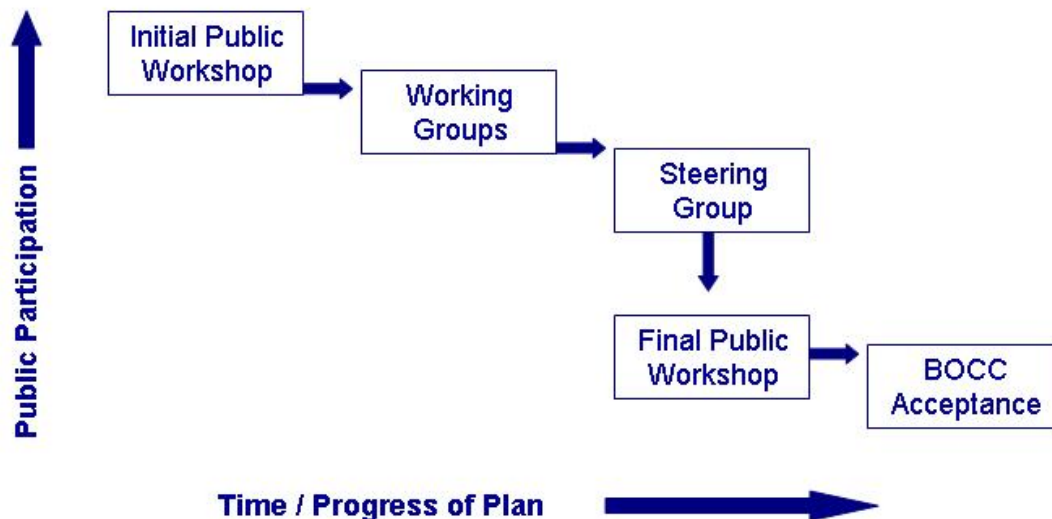 Initial Public
Workshop
Working
Groups
Steering
Group
Final Public
Workshop
BOCC
Acceptance
Public Participation
Time / Progress of Plan